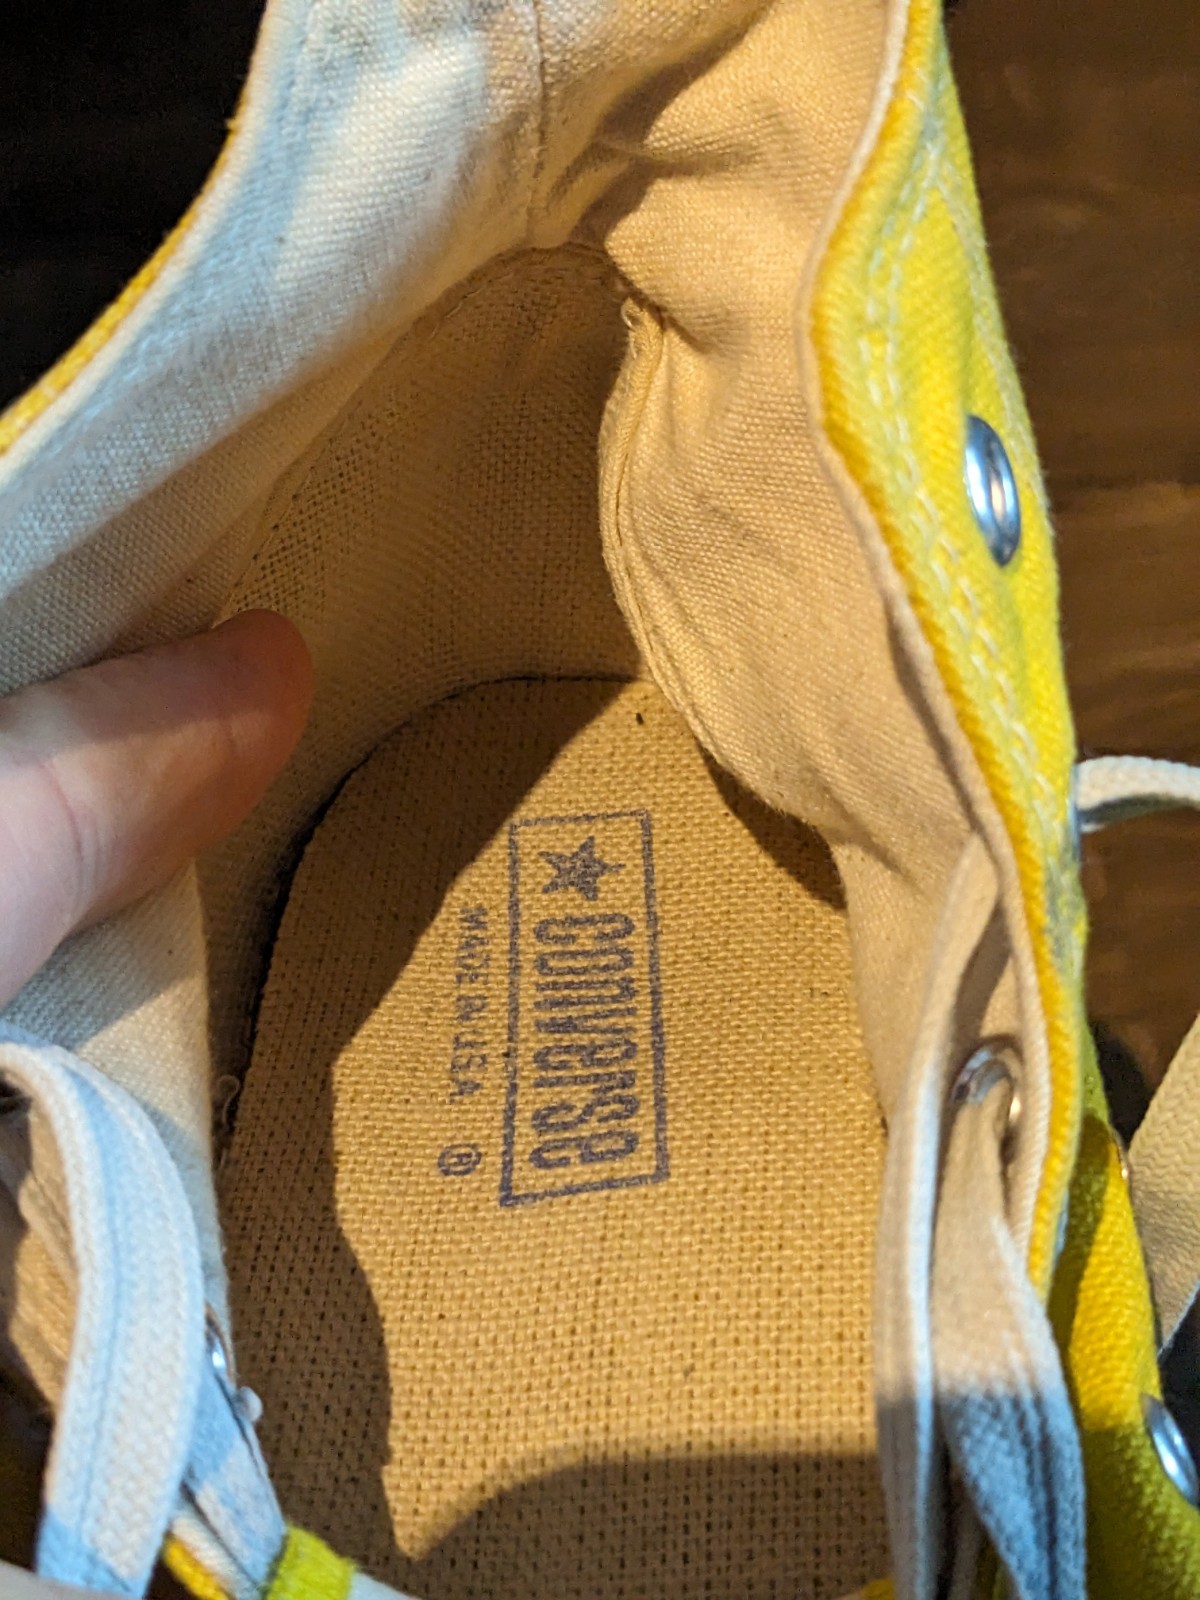 ★ CONVERSE
MADE IN U.S.A. ®